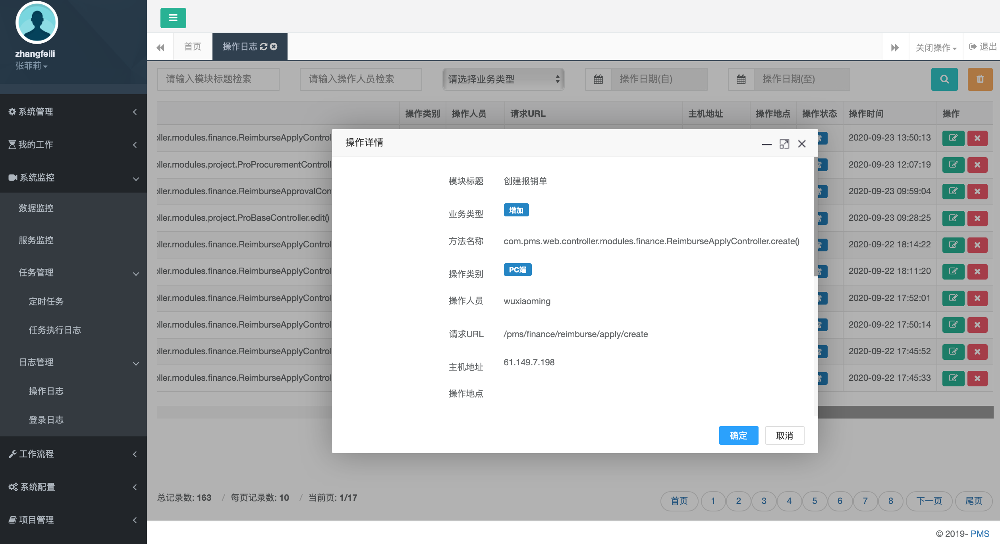 zhangfeili
张菲莉
系统管理
我的工作
系统监控
数据监控
服务监控
任务管理
定时任务
任务执行日志
日志管理
操作日志
登录日志
工作流程
系统配置
项目管理
首页
操作日志
关闭操作
退出
请输入模块标题检索
请输入操作人员检索
请选择业务类型
操作日期(自)
操作日期(至)
操作类别 操作人员 请求URL 主机地址 操作地点 操作状态 操作时间 操作
ller.modules.finance.ReimburseApplyControl 常 2020-09-23 13:50:13
ller.modules.project.ProProcurementControll 常 2020-09-23 12:07:19
ller.modules.finance.ReimburseApprovalCon 常 2020-09-23 09:59:04
ller.modules.project.ProBaseController.edit() 常 2020-09-23 09:28:25
ller.modules.finance.ReimburseApplyControl 常 2020-09-22 18:14:22
ller.modules.finance.ReimburseApplyControl 常 2020-09-22 18:11:20
ller.modules.finance.ReimburseApplyControl 常 2020-09-22 17:52:01
ller.modules.finance.ReimburseApplyControl 常 2020-09-22 17:50:14
ller.modules.finance.ReimburseApplyControl 常 2020-09-22 17:45:52
ller.modules.finance.ReimburseApplyControl 常 2020-09-22 17:45:33
操作详情
模块标题 创建报销单
业务类型 增加
方法名称 com.pms.web.controller.modules.finance.ReimburseApplyController.create()
操作类别 PC端
操作人员 wuxiaoming
请求URL /pms/finance/reimburse/apply/create
主机地址 61.149.7.198
操作地点
确定 取消
总记录数: 163 / 每页记录数: 10 / 当前页: 1/17
首页 1 2 3 4 5 6 7 8 下一页 尾页
© 2019- PMS